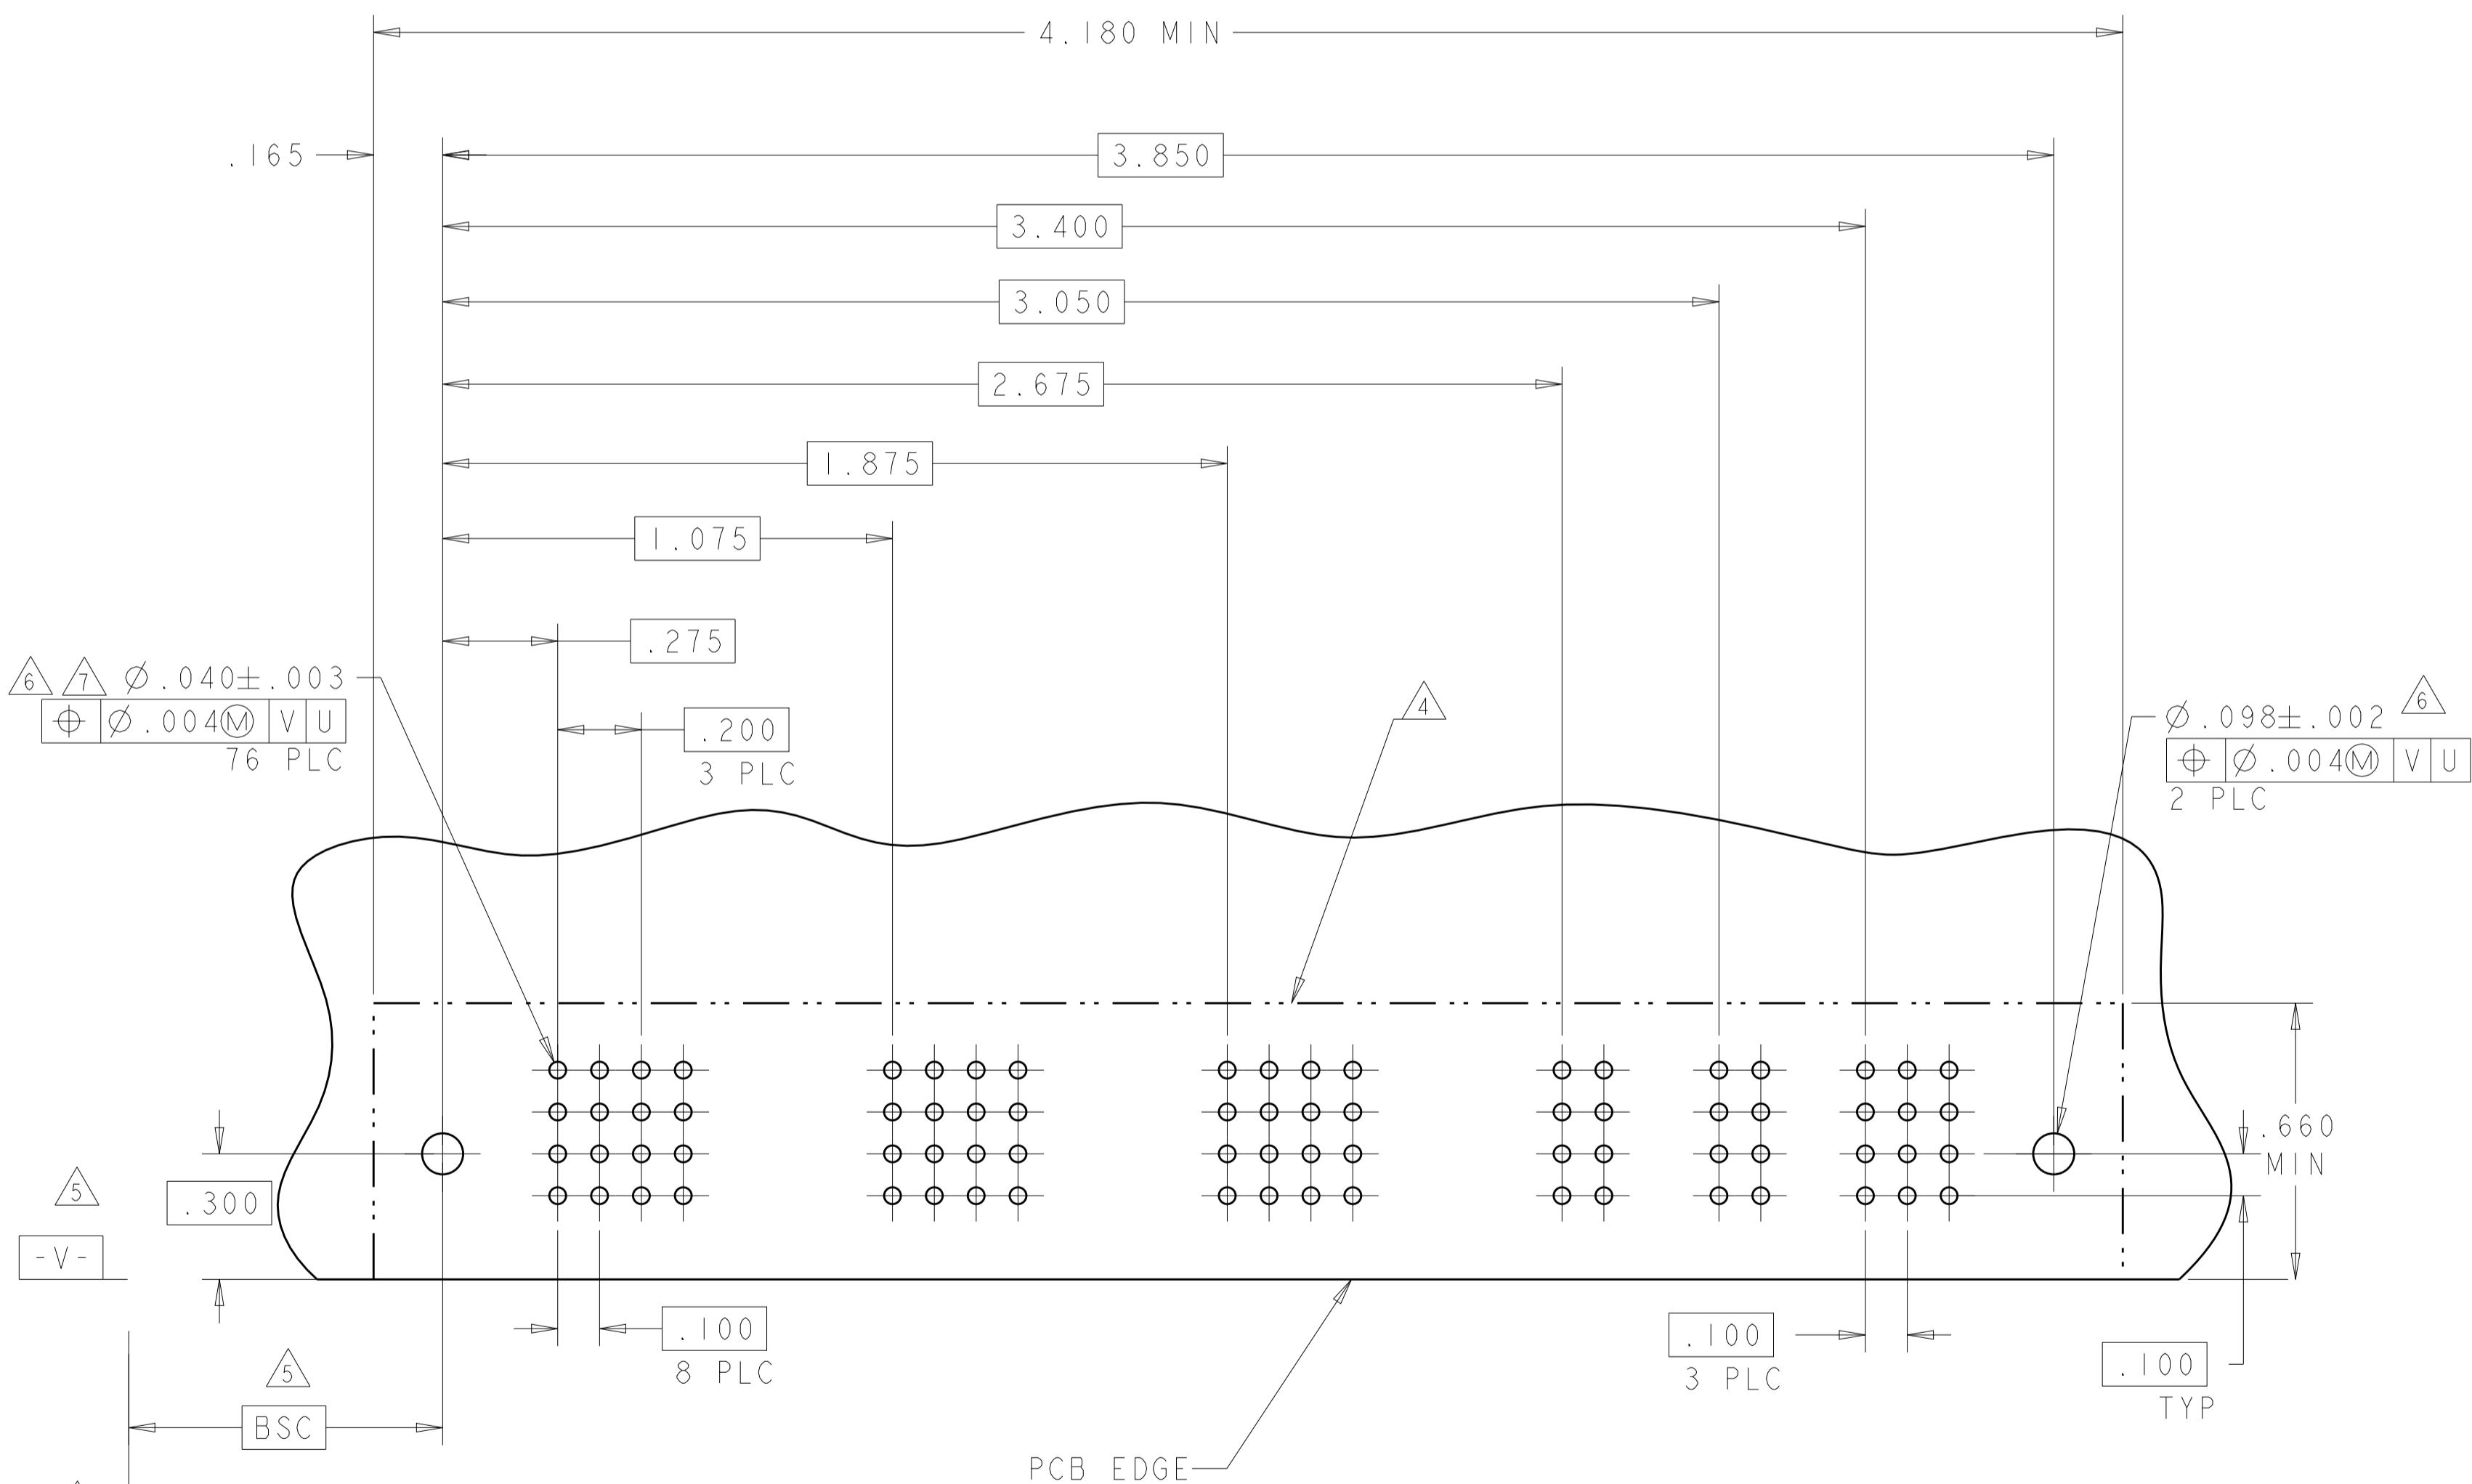 4.180 MIN
.165
3.850
3.400
3.050
2.675
1.875
1.075
.275
6 7 Ø.040±.003
⌖ Ø.004Ⓜ V U
76 PLC
.200
3 PLC
4
Ø.098±.002 6
⌖ Ø.004Ⓜ V U
2 PLC
.660
MIN
5
.300
-V-
.100
8 PLC
.100
3 PLC
.100
TYP
5
BSC
PCB EDGE